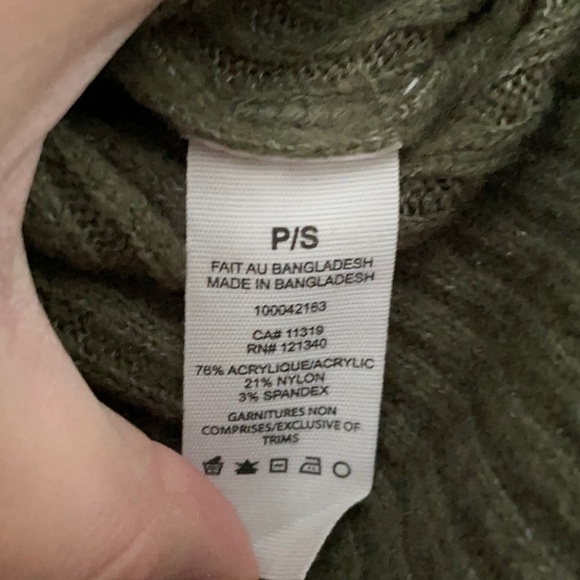 P/S
FAIT AU BANGLADESH
MADE IN BANGLADESH
100042163
CA# 11319
RN# 121340
76% ACRYLIQUE/ACRYLIC
21% NYLON
3% SPANDEX
GARNITURES NON
COMPRISES/EXCLUSIVE OF
TRIMS